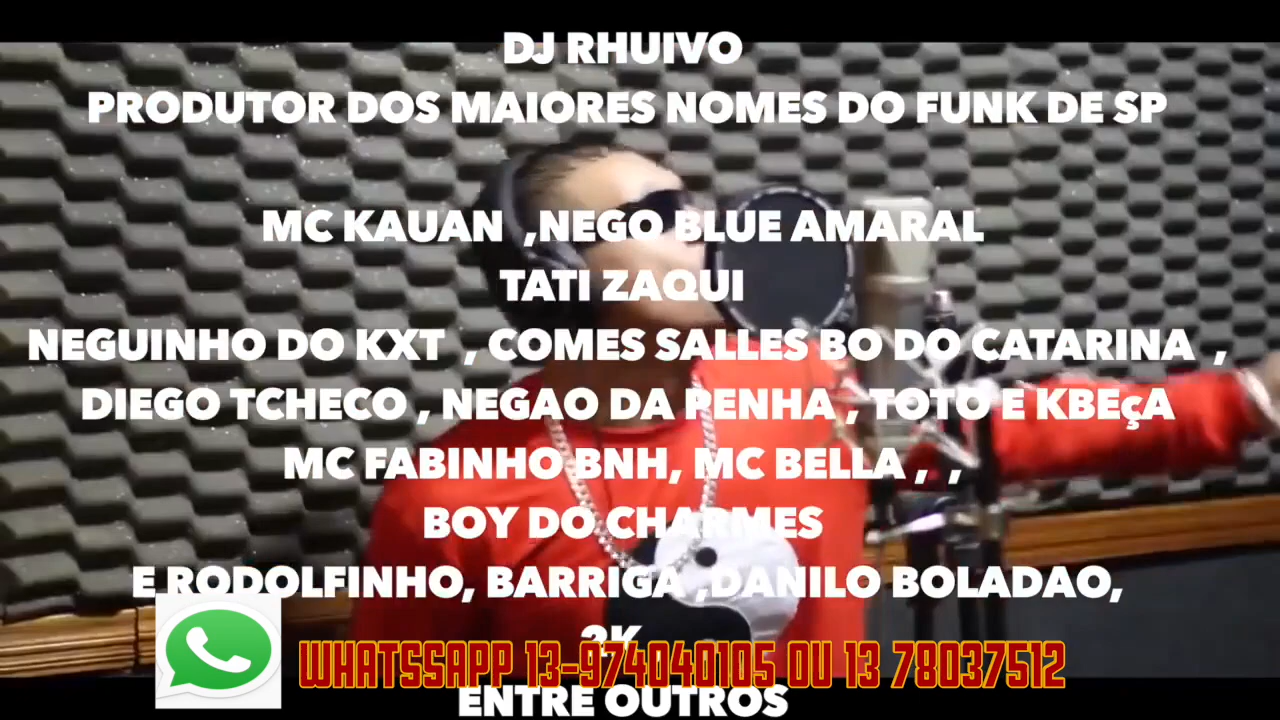 DJ RHUIVO
PRODUTOR DOS MAIORES NOMES DO FUNK DE SP
MC KAUAN ,NEGO BLUE AMARAL
TATI ZAQUI
NEGUINHO DO KXT , COMES SALLES BO DO CATARINA ,
DIEGO TCHECO , NEGAO DA PENHA , TOTO E KBEçA
MC FABINHO BNH, MC BELLA , ,
BOY DO CHARMES
E RODOLFINHO, BARRIGA ,DANILO BOLADAO,
2K
WHATSSAPP 13-974040105 OU 13 78037512
ENTRE OUTROS